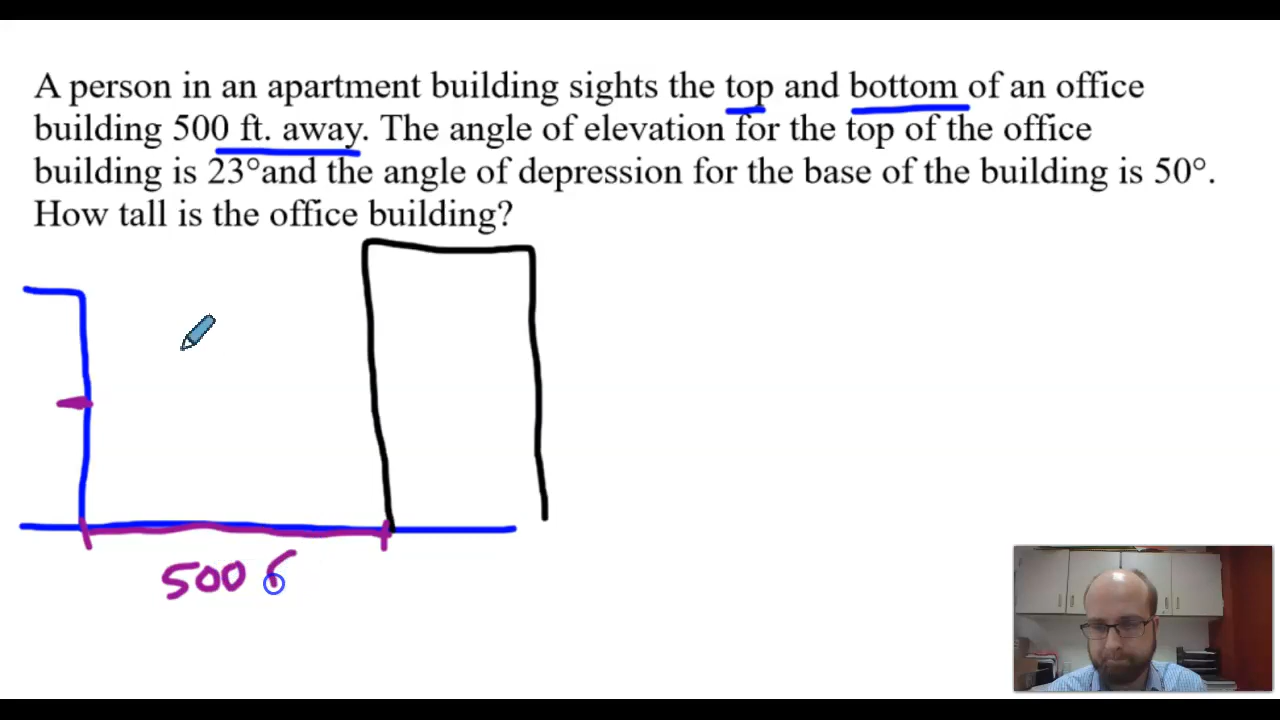 A person in an apartment building sights the top and bottom of an office
building 500 ft. away. The angle of elevation for the top of the office
building is 23°and the angle of depression for the base of the building is 50°.
How tall is the office building?
500 f